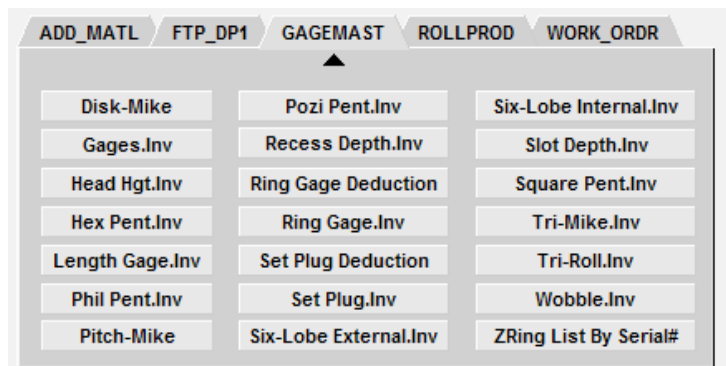 ADD_MATL FTP_DP1 GAGEMAST ROLLPROD WORK_ORDR
Disk-Mike Pozi Pent.Inv Six-Lobe Internal.Inv
Gages.Inv Recess Depth.Inv Slot Depth.Inv
Head Hgt.Inv Ring Gage Deduction Square Pent.Inv
Hex Pent.Inv Ring Gage.Inv Tri-Mike.Inv
Length Gage.Inv Set Plug Deduction Tri-Roll.Inv
Phil Pent.Inv Set Plug.Inv Wobble.Inv
Pitch-Mike Six-Lobe External.Inv ZRing List By Serial#